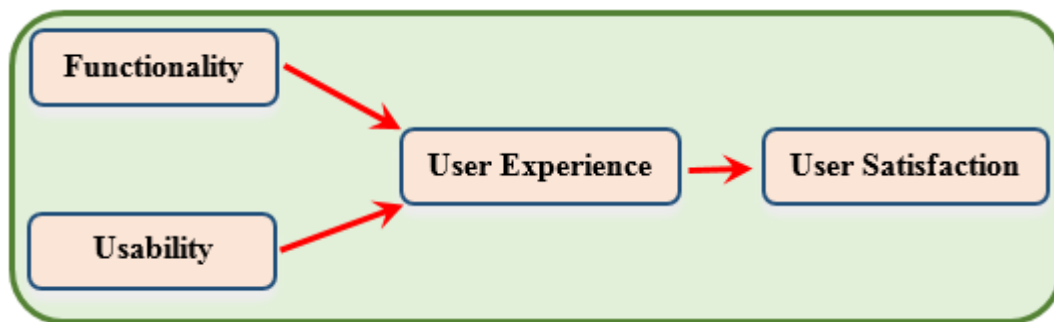 Functionality
User Experience
User Satisfaction
Usability